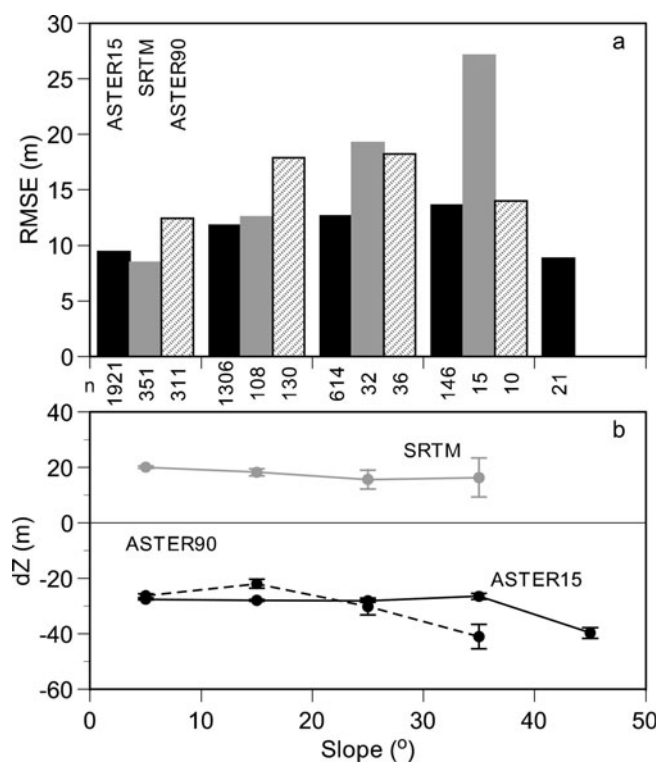 30
a
ASTER15
SRTM
ASTER90
25
20
15
10
5
0
RMSE (m)
n 1921 351 311 1306 108 130 614 32 36 146 15 10 21
40
b
SRTM
20
0
ASTER90
-20
ASTER15
-40
-60
dZ (m)
0 10 20 30 40 50
Slope (º)